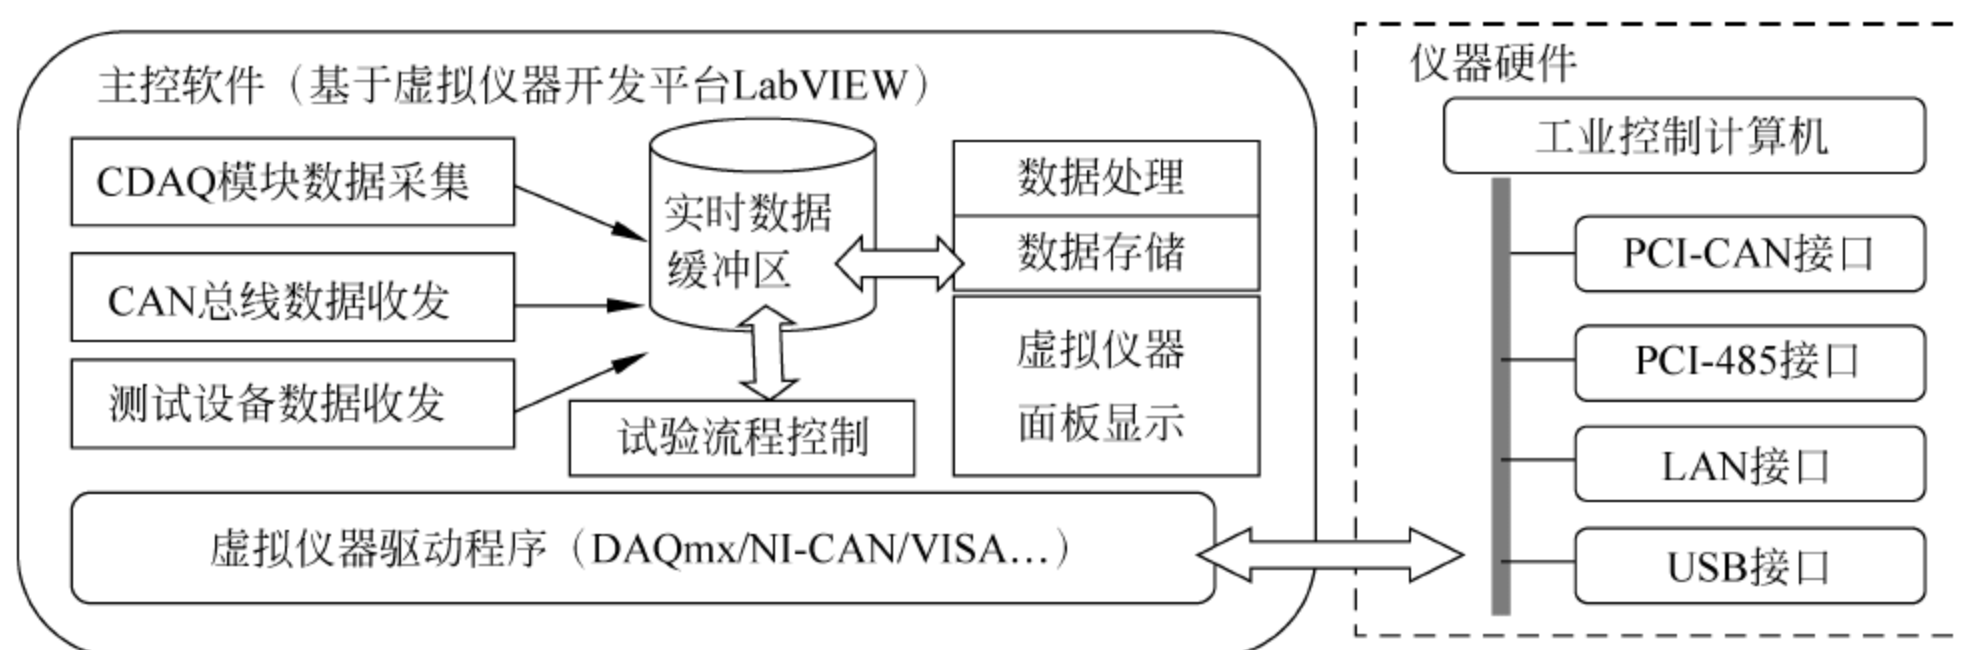 主控软件（基于虚拟仪器开发平台LabVIEW）
CDAQ模块数据采集
CAN总线数据收发
测试设备数据收发
实时数据
缓冲区
试验流程控制
数据处理
数据存储
虚拟仪器
面板显示
虚拟仪器驱动程序（DAQmx/NI-CAN/VISA…）
仪器硬件
工业控制计算机
PCI-CAN接口
PCI-485接口
LAN接口
USB接口